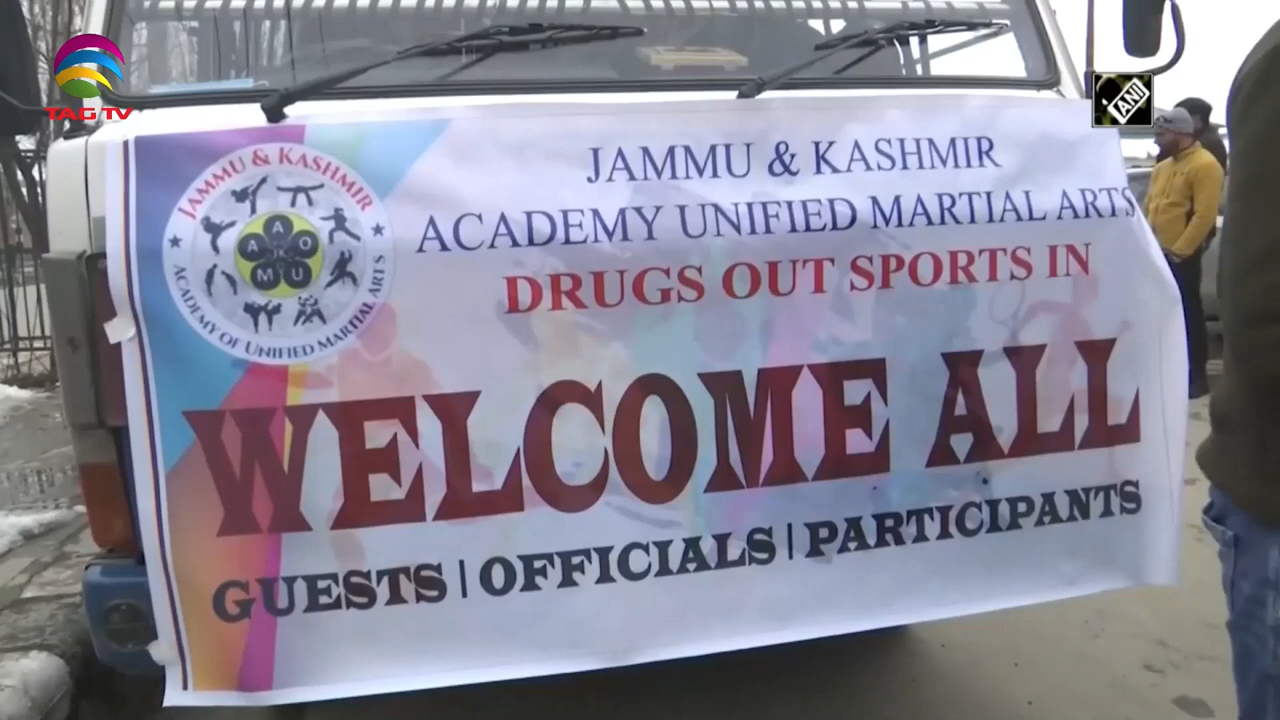 TAG TV
ANI
JAMMU & KASHMIR
ACADEMY OF UNIFIED MARTIAL ARTS
A A O M U
JK
JAMMU & KASHMIR
ACADEMY UNIFIED MARTIAL ARTS
DRUGS OUT SPORTS IN
WELCOME ALL
GUESTS | OFFICIALS | PARTICIPANTS